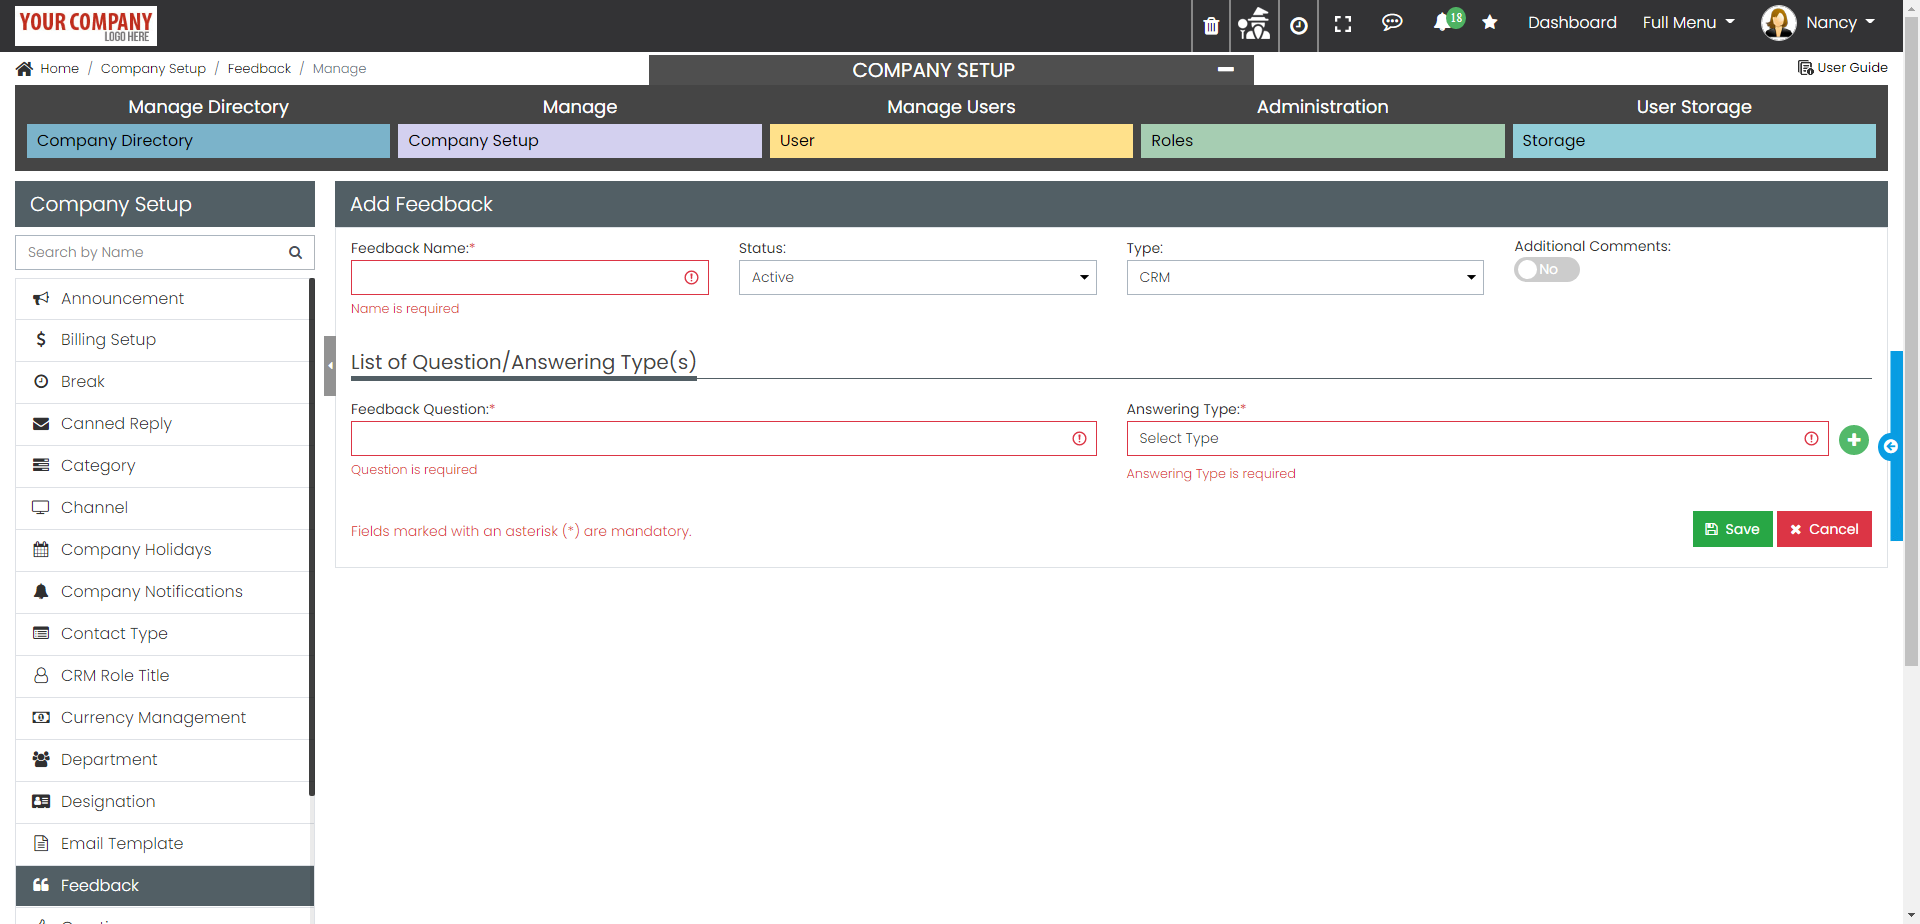 YOUR COMPANY
LOGO HERE
18
Dashboard
Full Menu
Nancy
Home / Company Setup / Feedback / Manage
COMPANY SETUP
User Guide
Manage Directory
Manage
Manage Users
Administration
User Storage
Company Directory
Company Setup
User
Roles
Storage
Company Setup
Search by Name
Announcement
Billing Setup
Break
Canned Reply
Category
Channel
Company Holidays
Company Notifications
Contact Type
CRM Role Title
Currency Management
Department
Designation
Email Template
Feedback
Add Feedback
Feedback Name:*
Name is required
Status:
Active
Type:
CRM
Additional Comments:
No
List of Question/Answering Type(s)
Feedback Question:*
Question is required
Answering Type:*
Select Type
Answering Type is required
Fields marked with an asterisk (*) are mandatory.
Save
Cancel